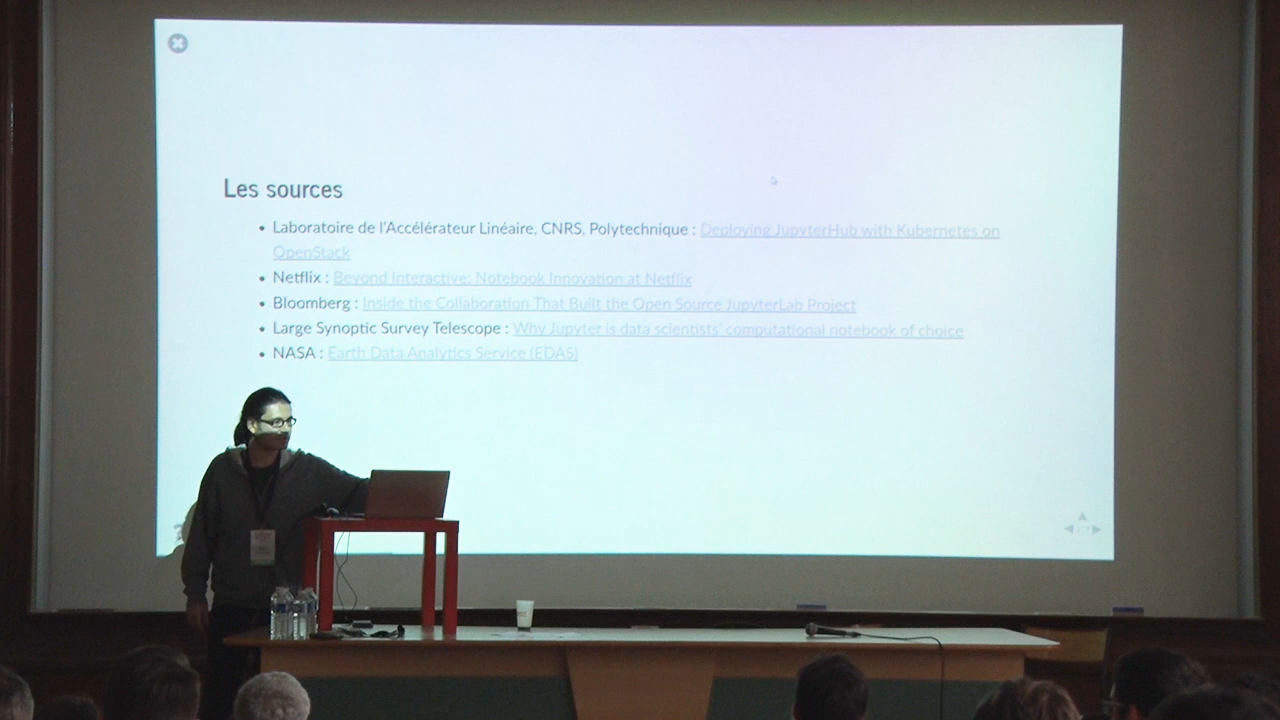 Les sources
Laboratoire de l'Accélérateur Linéaire, CNRS, Polytechnique : Deploying JupyterHub with Kubernetes on
OpenStack
Netflix : Beyond Interactive: Notebook Innovation at Netflix
Bloomberg : Inside the Collaboration That Built the Open Source JupyterLab Project
Large Synoptic Survey Telescope : Why Jupyter is data scientists' computational notebook of choice
NASA : Earth Data Analytics Service (EDAS)